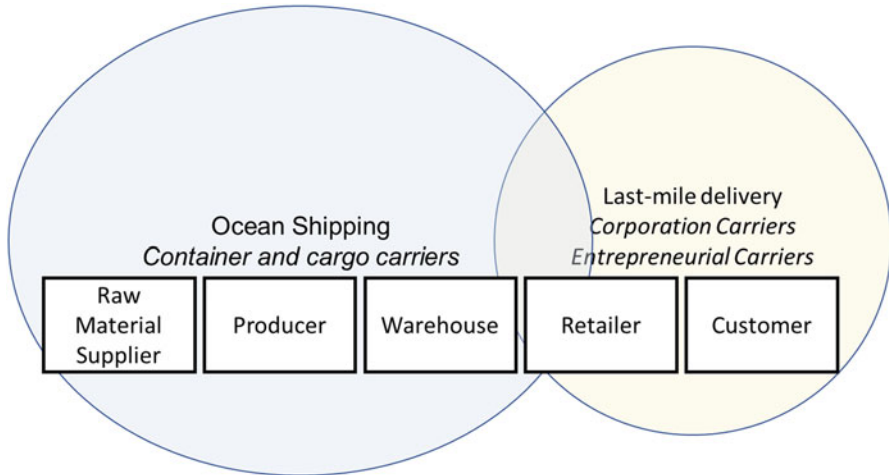 Ocean Shipping
Container and cargo carriers
Last-mile delivery
Corporation Carriers
Entrepreneurial Carriers
Raw
Material
Supplier
Producer
Warehouse
Retailer
Customer